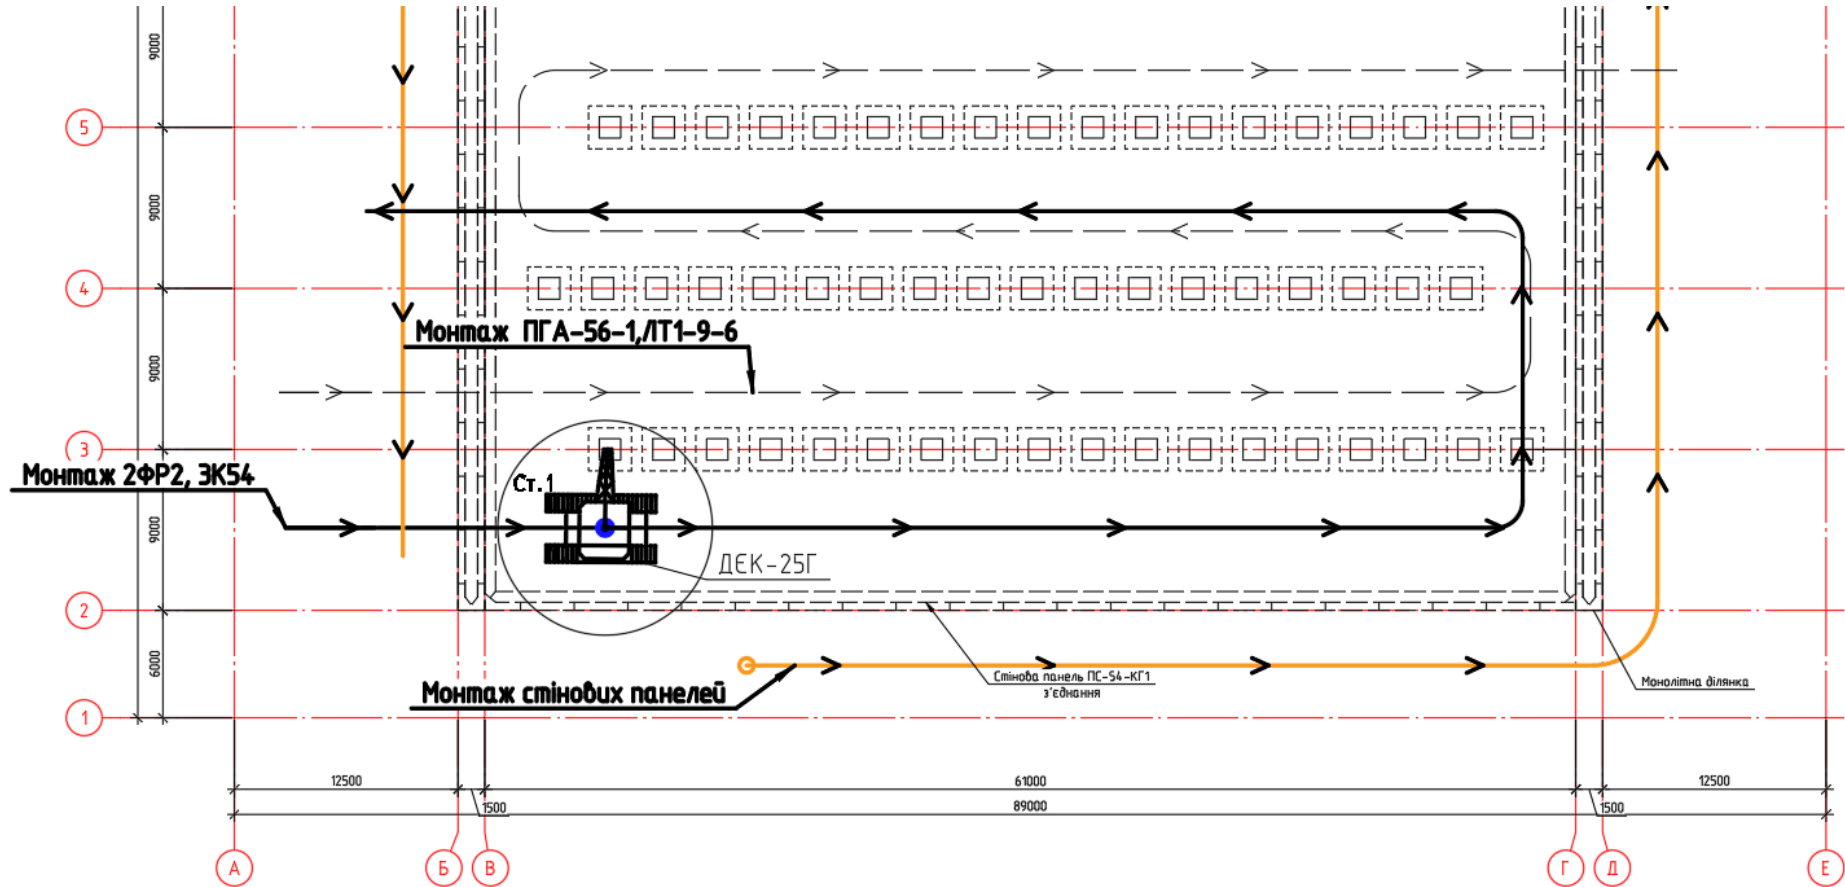 9000
5
9000
4
Монтаж ПГА-56-1,ЛТ1-9-6
9000
3
Монтаж 2ФР2, 3К54
Ст.1
9000
ДЕК-25Г
2
6000
Стінова панель ПС-54-КГ1
з'єднання
Монолітна ділянка
Монтаж стінових панелей
1
12500
61000
12500
1500
89000
1500
А
Б
В
Г
Д
Е